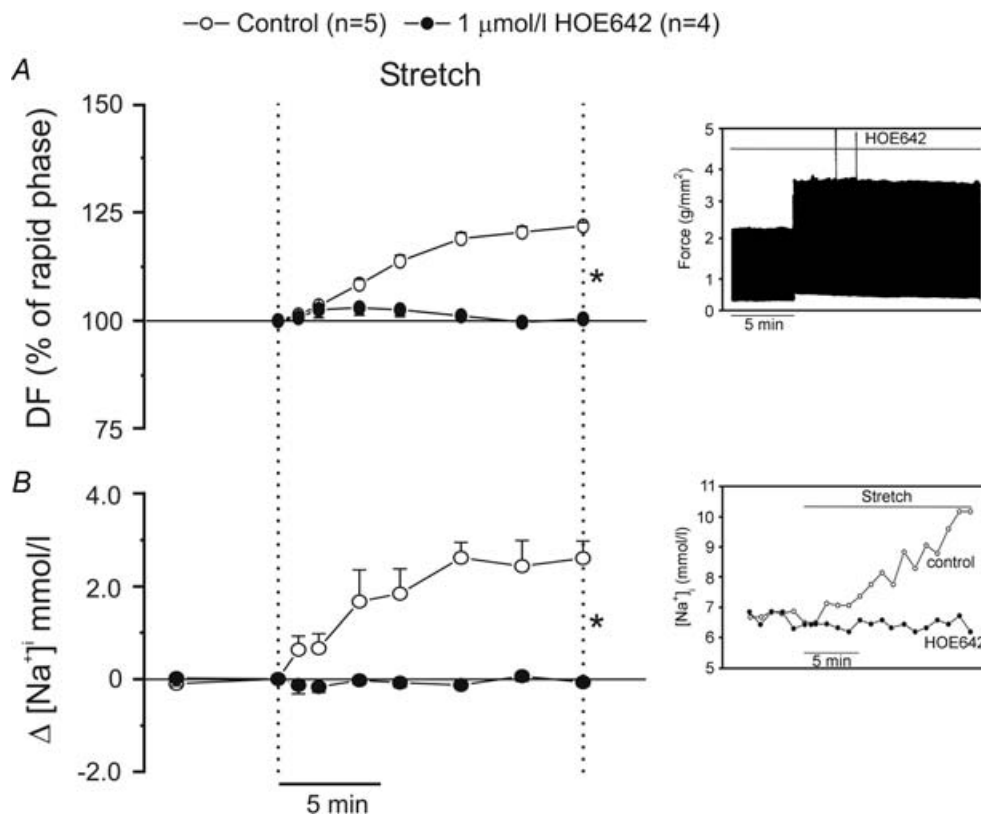 Control (n=5) 1 μmol/l HOE642 (n=4)
A
Stretch
DF (% of rapid phase)
150
125
100
75
*
HOE642
Force (g/mm²)
5
4
3
2
1
0
5 min
B
Δ [Na⁺]ⁱ mmol/l
4.0
2.0
0
-2.0
*
5 min
Stretch
[Na⁺]ᵢ (mmol/l)
11
10
9
8
7
6
5
control
HOE642
5 min